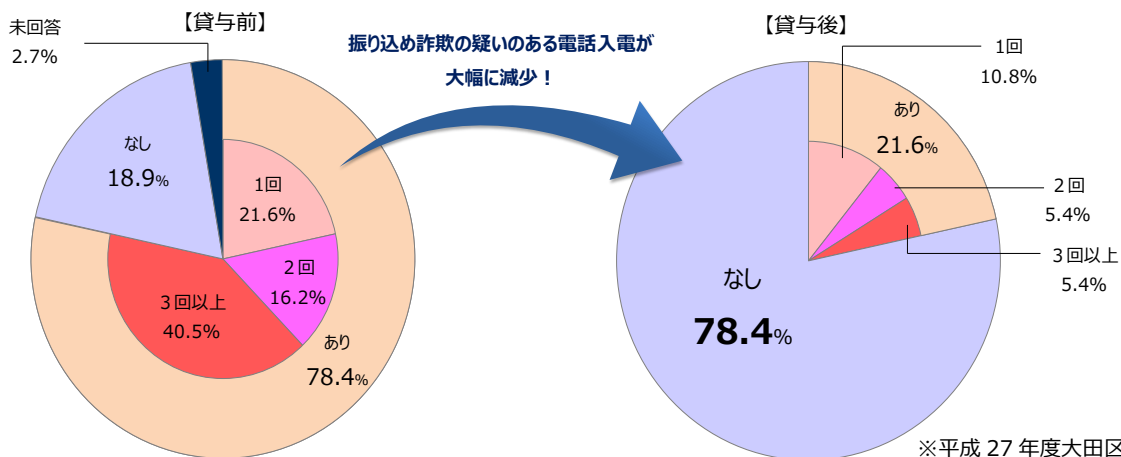 【貸与前】
未回答
2.7%
なし
18.9%
1回
21.6%
2回
16.2%
3回以上
40.5%
あり
78.4%
振り込め詐欺の疑いのある電話入電が
大幅に減少！
【貸与後】
1回
10.8%
あり
21.6%
2回
5.4%
3回以上
5.4%
なし
78.4%
※平成 27 年度大田区